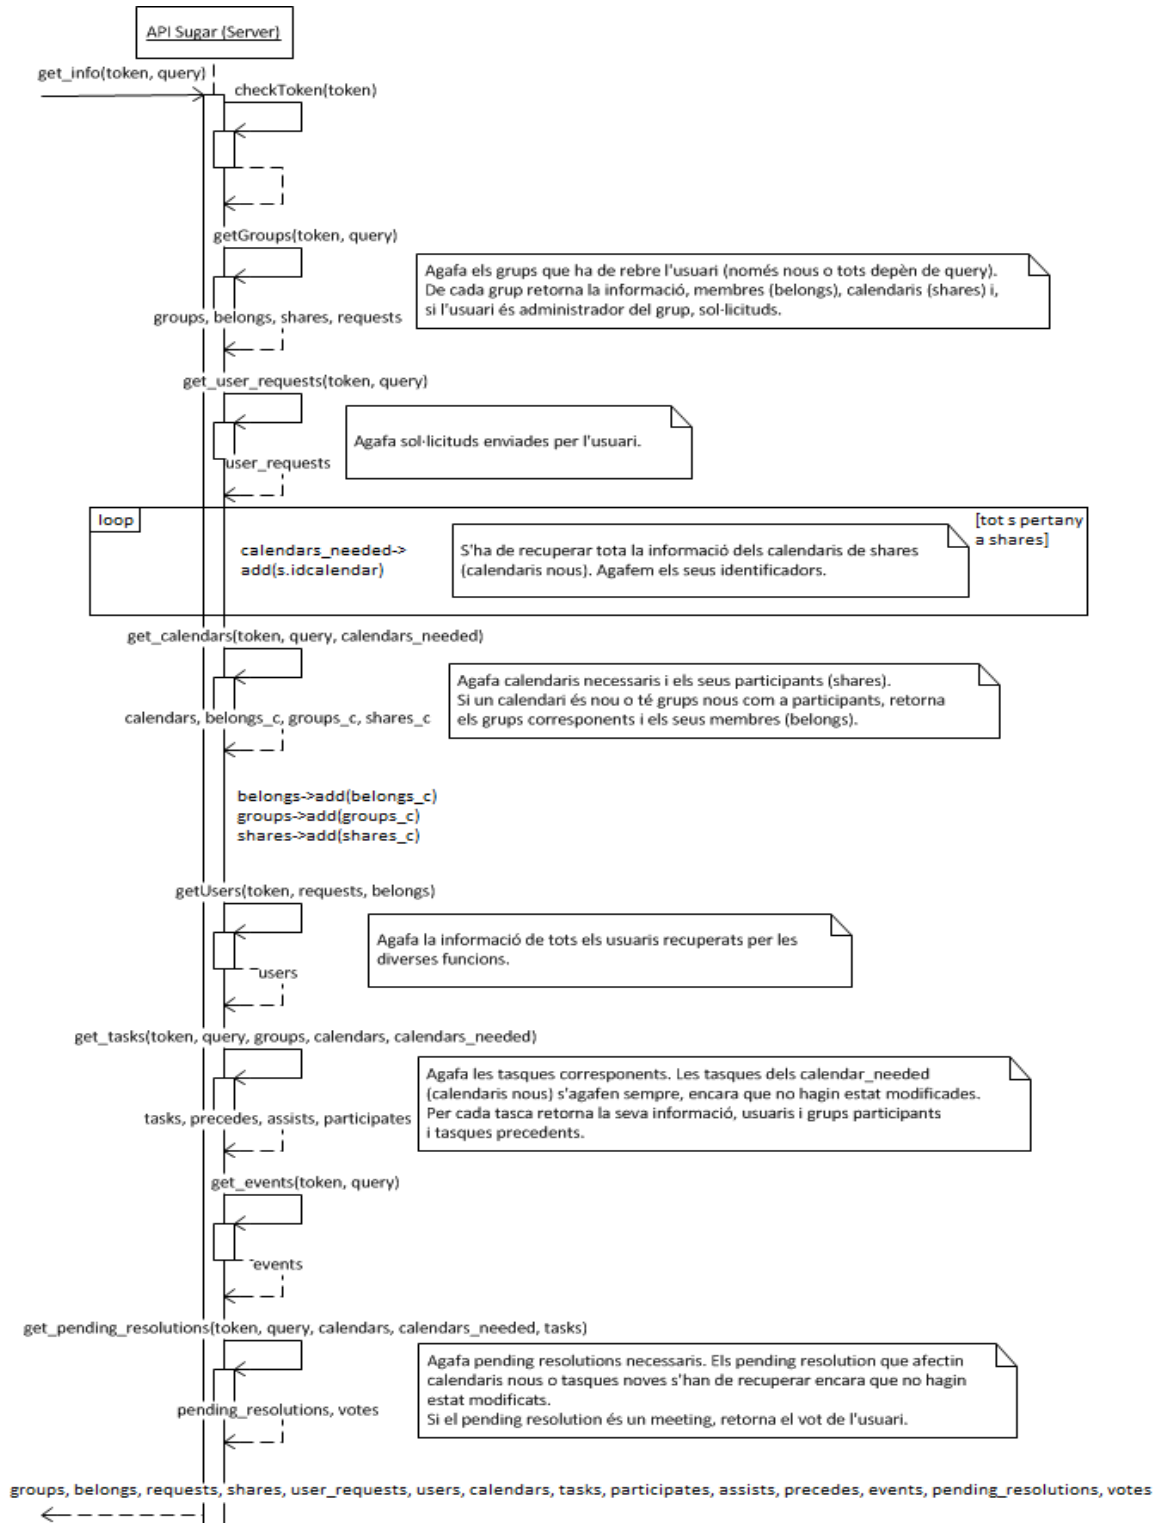 API Sugar (Server)
get_info(token, query)
checkToken(token)
getGroups(token, query)
Agafa els grups que ha de rebre l'usuari (només nous o tots depèn de query).
De cada grup retorna la informació, membres (belongs), calendaris (shares) i,
si l'usuari és administrador del grup, sol·licituds.
groups, belongs, shares, requests
get_user_requests(token, query)
Agafa sol·licituds enviades per l'usuari.
user_requests
loop
[tot s pertany
a shares]
calendars_needed->
add(s.idcalendar)
S'ha de recuperar tota la informació dels calendaris de shares
(calendaris nous). Agafem els seus identificadors.
get_calendars(token, query, calendars_needed)
Agafa calendaris necessaris i els seus participants (shares).
Si un calendari és nou o té grups nous com a participants, retorna
els grups corresponents i els seus membres (belongs).
calendars, belongs_c, groups_c, shares_c
belongs->add(belongs_c)
groups->add(groups_c)
shares->add(shares_c)
getUsers(token, requests, belongs)
Agafa la informació de tots els usuaris recuperats per les
diverses funcions.
users
get_tasks(token, query, groups, calendars, calendars_needed)
Agafa les tasques corresponents. Les tasques dels calendar_needed
(calendaris nous) s'agafen sempre, encara que no hagin estat modificades.
Per cada tasca retorna la seva informació, usuaris i grups participants
i tasques precedents.
tasks, precedes, assists, participates
get_events(token, query)
events
get_pending_resolutions(token, query, calendars, calendars_needed, tasks)
Agafa pending resolutions necessaris. Els pending resolution que afectin
calendaris nous o tasques noves s'han de recuperar encara que no hagin
estat modificats.
Si el pending resolution és un meeting, retorna el vot de l'usuari.
pending_resolutions, votes
groups, belongs, requests, shares, user_requests, users, calendars, tasks, participates, assists, precedes, events, pending_resolutions, votes